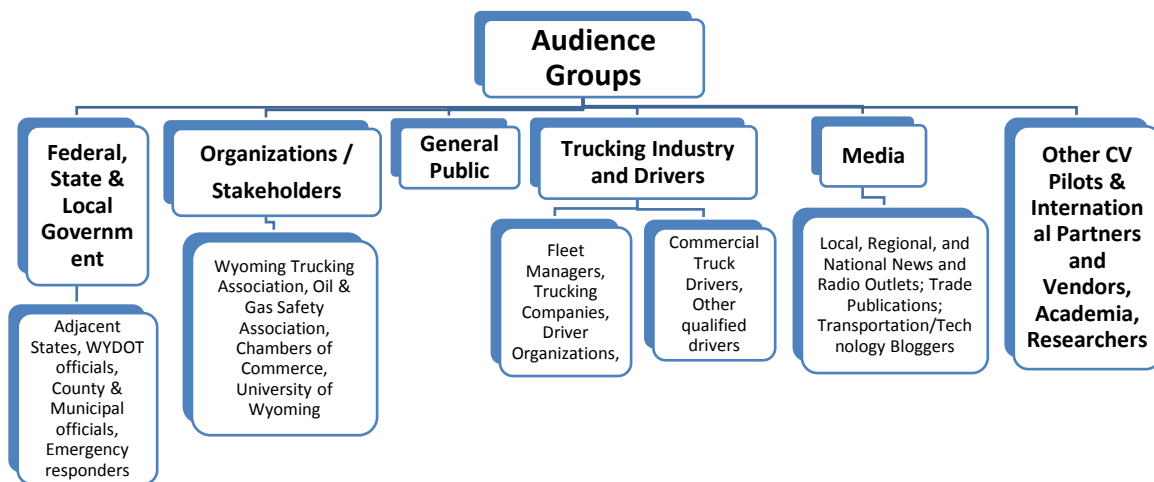 Audience
Groups
Federal,
State &
Local
Governm
ent
Organizations /
Stakeholders
General
Public
Trucking Industry
and Drivers
Media
Other CV
Pilots &
Internation
al Partners
and
Vendors,
Academia,
Researchers
Adjacent
States, WYDOT
officials,
County &
Municipal
officials,
Emergency
responders
Wyoming Trucking
Association, Oil &
Gas Safety
Association,
Chambers of
Commerce,
University of
Wyoming
Fleet
Managers,
Trucking
Companies,
Driver
Organizations,
Commercial
Truck
Drivers,
Other
qualified
drivers
Local, Regional, and
National News and
Radio Outlets; Trade
Publications;
Transportation/Tech
nology Bloggers